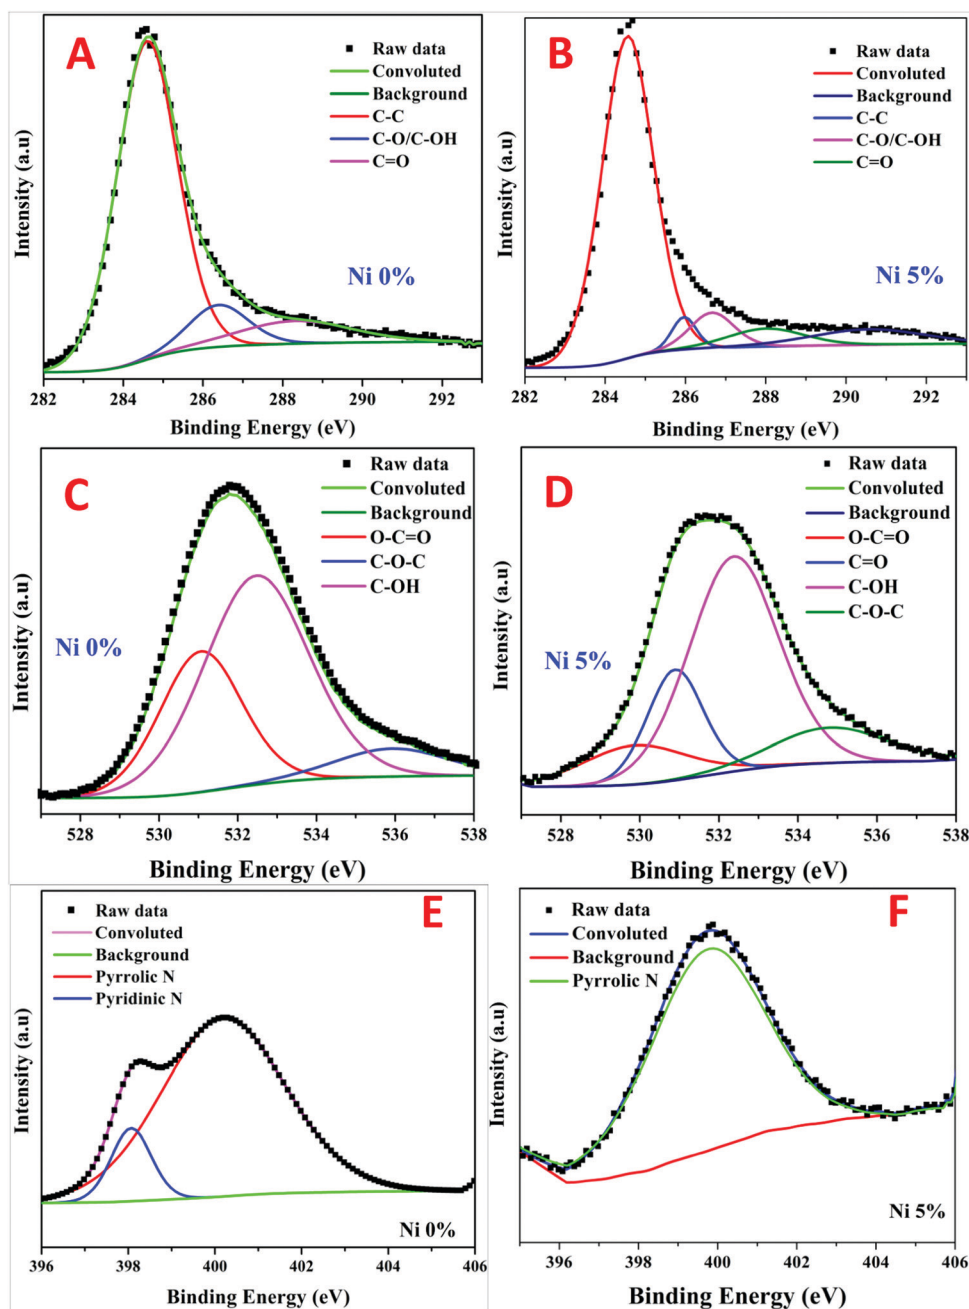 A
Raw data
Convoluted
Background
C-C
C-O/C-OH
C=O
Ni 0%
Intensity (a.u)
282 284 286 288 290 292
Binding Energy (eV)
B
Raw data
Convoluted
Background
C-C
C-O/C-OH
C=O
Ni 5%
Intensity (a.u)
282 284 286 288 290 292
Binding Energy (eV)
C
Raw data
Convoluted
Background
O-C=O
C-O-C
C-OH
Ni 0%
Intensity (a.u)
528 530 532 534 536 538
Binding Energy (eV)
D
Raw data
Convoluted
Background
O-C=O
C=O
C-OH
C-O-C
Ni 5%
Intensity (a.u)
528 530 532 534 536 538
Binding Energy (eV)
E
Raw data
Convoluted
Background
Pyrrolic N
Pyridinic N
Ni 0%
Intensity (a.u)
396 398 400 402 404 406
Binding Energy (eV)
F
Raw data
Convoluted
Background
Pyrrolic N
Ni 5%
Intensity (a.u)
396 398 400 402 404 406
Binding Energy (eV)